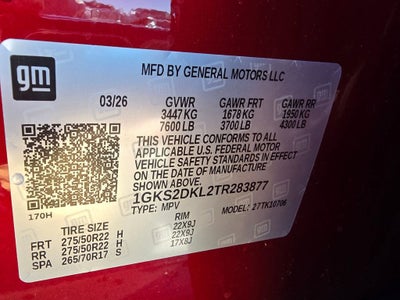 gm
MFD BY GENERAL MOTORS LLC
03/26 GVWR GAWR FRT GAWR RR
3447 KG 1678 KG 1950 KG
7600 LB 3700 LB 4300 LB
THIS VEHICLE CONFORMS TO ALL
APPLICABLE U.S. FEDERAL MOTOR
VEHICLE SAFETY STANDARDS IN EFFECT
ON THE DATE OF MANUFACTURE
1GKS2DKL2TR283877
170H TYPE: MPV MODEL: 27TK10706
TIRE SIZE RIM
FRT 275/50R22 H 22X9J
RR 275/50R22 H 22X9J
SPA 265/70R17 S 17X8J